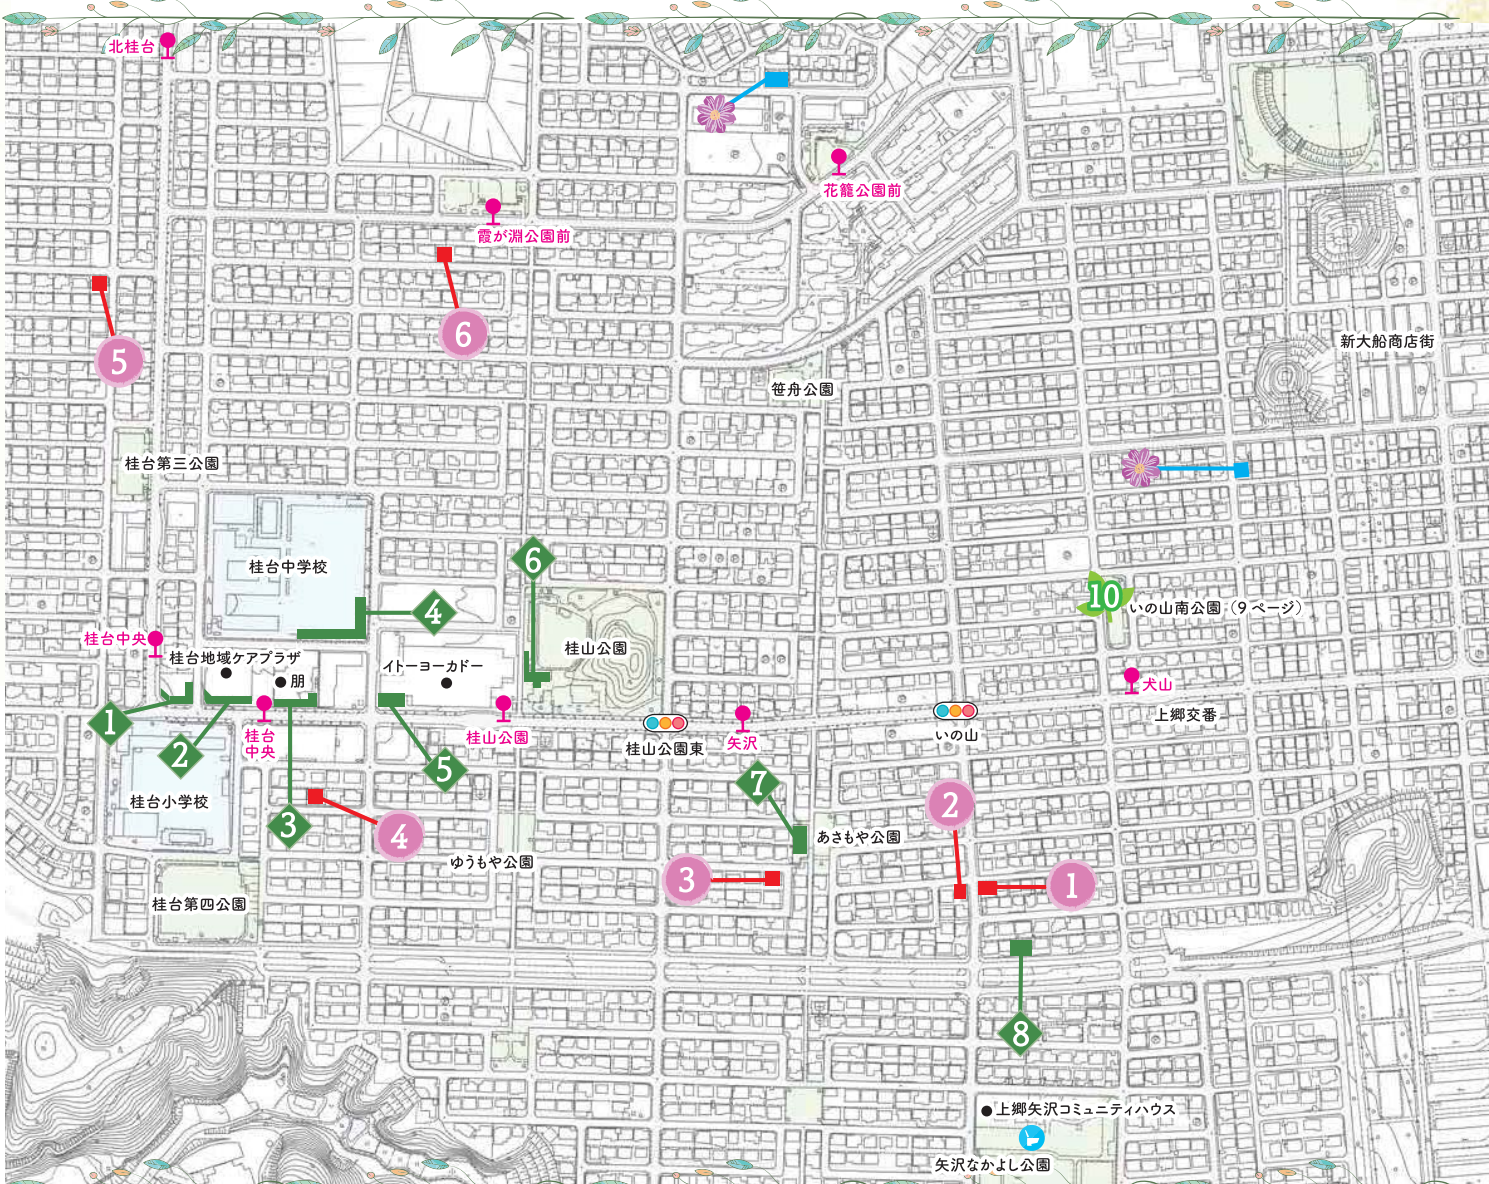 北桂台
花籠公園前
霞が淵公園前
5
6
新大船商店街
笹舟公園
桂台第三公園
桂台中学校
6
4
10
いの山南公園（9ページ）
桂台中央
桂台地域ケアプラザ
朋
イトーヨーカドー
桂山公園
犬山
上郷交番
1
2
桂台
中央
桂山公園
桂山公園東
矢沢
いの山
5
7
2
桂台小学校
3
4
あさもや公園
ゆうもや公園
3
1
桂台第四公園
8
上郷矢沢コミュニティハウス
矢沢なかよし公園